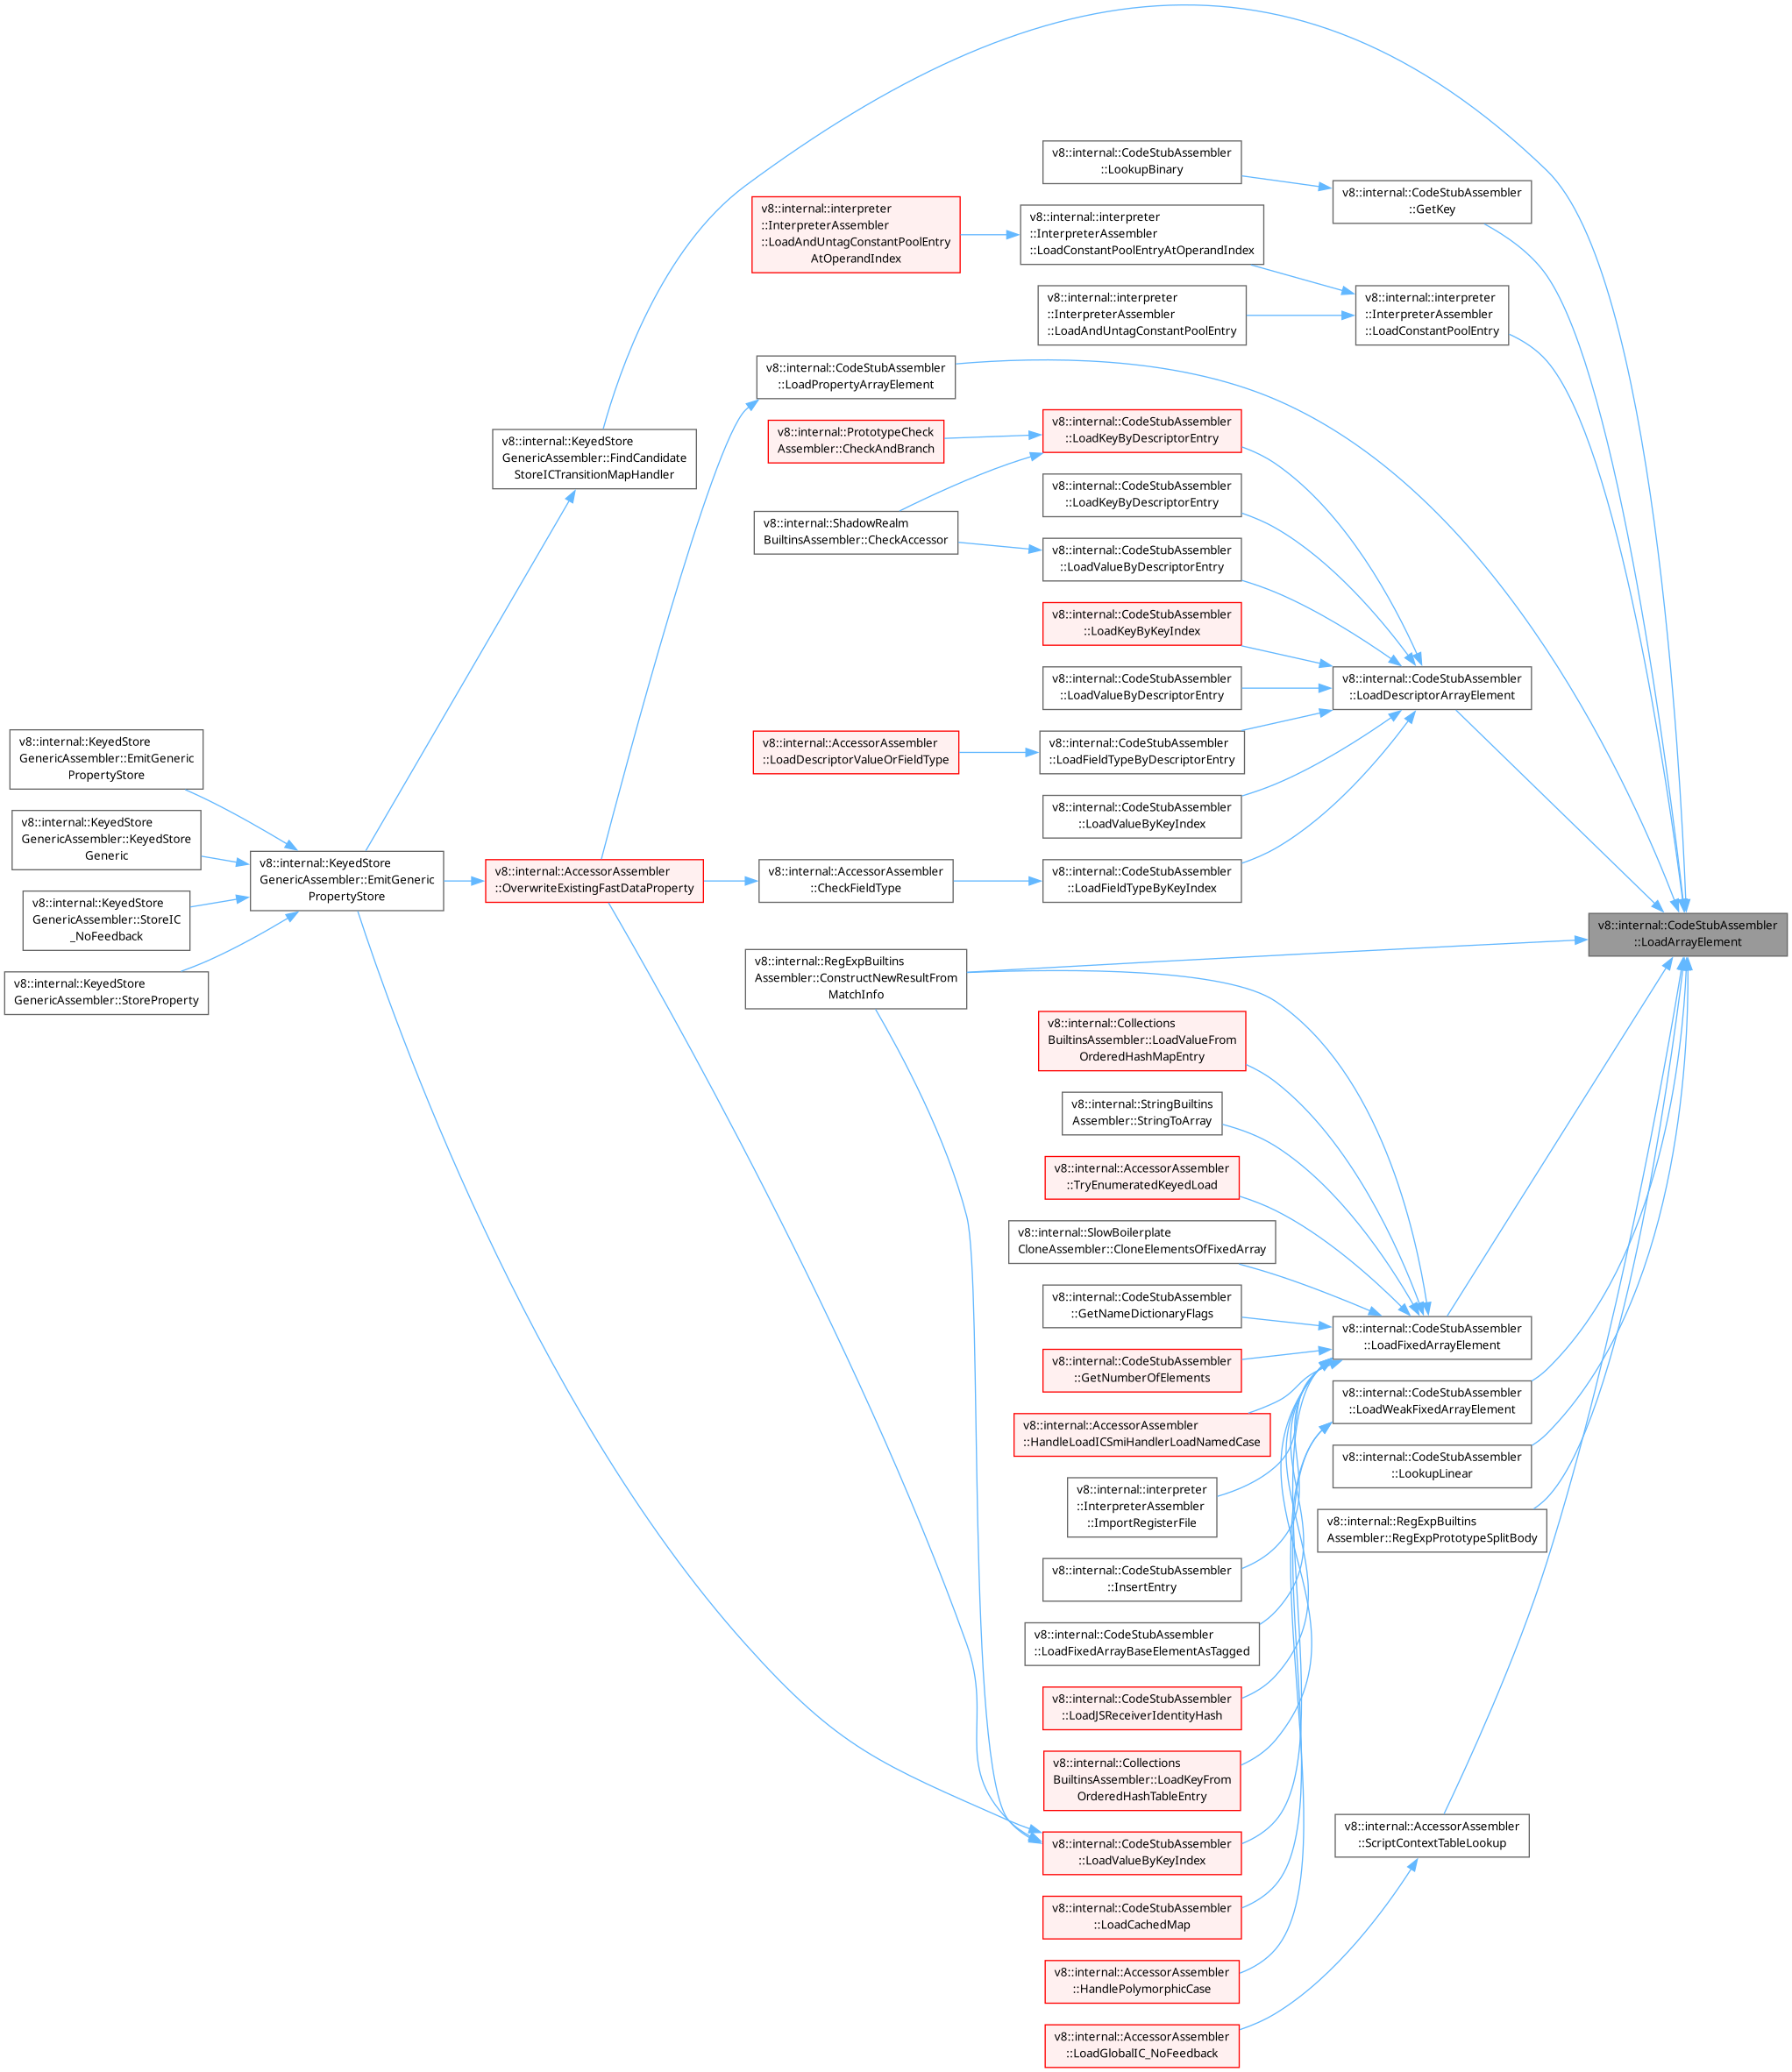 v8::internal::CodeStubAssembler
::LookupBinary
v8::internal::CodeStubAssembler
::GetKey
v8::internal::interpreter
::InterpreterAssembler
::LoadAndUntagConstantPoolEntry
AtOperandIndex
v8::internal::interpreter
::InterpreterAssembler
::LoadConstantPoolEntryAtOperandIndex
v8::internal::interpreter
::InterpreterAssembler
::LoadAndUntagConstantPoolEntry
v8::internal::interpreter
::InterpreterAssembler
::LoadConstantPoolEntry
v8::internal::CodeStubAssembler
::LoadPropertyArrayElement
v8::internal::KeyedStore
GenericAssembler::FindCandidate
StoreICTransitionMapHandler
v8::internal::PrototypeCheck
Assembler::CheckAndBranch
v8::internal::CodeStubAssembler
::LoadKeyByDescriptorEntry
v8::internal::CodeStubAssembler
::LoadKeyByDescriptorEntry
v8::internal::ShadowRealm
BuiltinsAssembler::CheckAccessor
v8::internal::CodeStubAssembler
::LoadValueByDescriptorEntry
v8::internal::CodeStubAssembler
::LoadKeyByKeyIndex
v8::internal::CodeStubAssembler
::LoadValueByDescriptorEntry
v8::internal::CodeStubAssembler
::LoadDescriptorArrayElement
v8::internal::AccessorAssembler
::LoadDescriptorValueOrFieldType
v8::internal::CodeStubAssembler
::LoadFieldTypeByDescriptorEntry
v8::internal::CodeStubAssembler
::LoadValueByKeyIndex
v8::internal::KeyedStore
GenericAssembler::EmitGeneric
PropertyStore
v8::internal::KeyedStore
GenericAssembler::KeyedStore
Generic
v8::internal::KeyedStore
GenericAssembler::StoreIC
_NoFeedback
v8::internal::KeyedStore
GenericAssembler::StoreProperty
v8::internal::KeyedStore
GenericAssembler::EmitGeneric
PropertyStore
v8::internal::AccessorAssembler
::OverwriteExistingFastDataProperty
v8::internal::AccessorAssembler
::CheckFieldType
v8::internal::CodeStubAssembler
::LoadFieldTypeByKeyIndex
v8::internal::CodeStubAssembler
::LoadArrayElement
v8::internal::RegExpBuiltins
Assembler::ConstructNewResultFrom
MatchInfo
v8::internal::Collections
BuiltinsAssembler::LoadValueFrom
OrderedHashMapEntry
v8::internal::StringBuiltins
Assembler::StringToArray
v8::internal::AccessorAssembler
::TryEnumeratedKeyedLoad
v8::internal::SlowBoilerplate
CloneAssembler::CloneElementsOfFixedArray
v8::internal::CodeStubAssembler
::GetNameDictionaryFlags
v8::internal::CodeStubAssembler
::LoadFixedArrayElement
v8::internal::CodeStubAssembler
::GetNumberOfElements
v8::internal::CodeStubAssembler
::LoadWeakFixedArrayElement
v8::internal::AccessorAssembler
::HandleLoadICSmiHandlerLoadNamedCase
v8::internal::CodeStubAssembler
::LookupLinear
v8::internal::interpreter
::InterpreterAssembler
::ImportRegisterFile
v8::internal::RegExpBuiltins
Assembler::RegExpPrototypeSplitBody
v8::internal::CodeStubAssembler
::InsertEntry
v8::internal::CodeStubAssembler
::LoadFixedArrayBaseElementAsTagged
v8::internal::CodeStubAssembler
::LoadJSReceiverIdentityHash
v8::internal::Collections
BuiltinsAssembler::LoadKeyFrom
OrderedHashTableEntry
v8::internal::AccessorAssembler
::ScriptContextTableLookup
v8::internal::CodeStubAssembler
::LoadValueByKeyIndex
v8::internal::CodeStubAssembler
::LoadCachedMap
v8::internal::AccessorAssembler
::HandlePolymorphicCase
v8::internal::AccessorAssembler
::LoadGlobalIC_NoFeedback